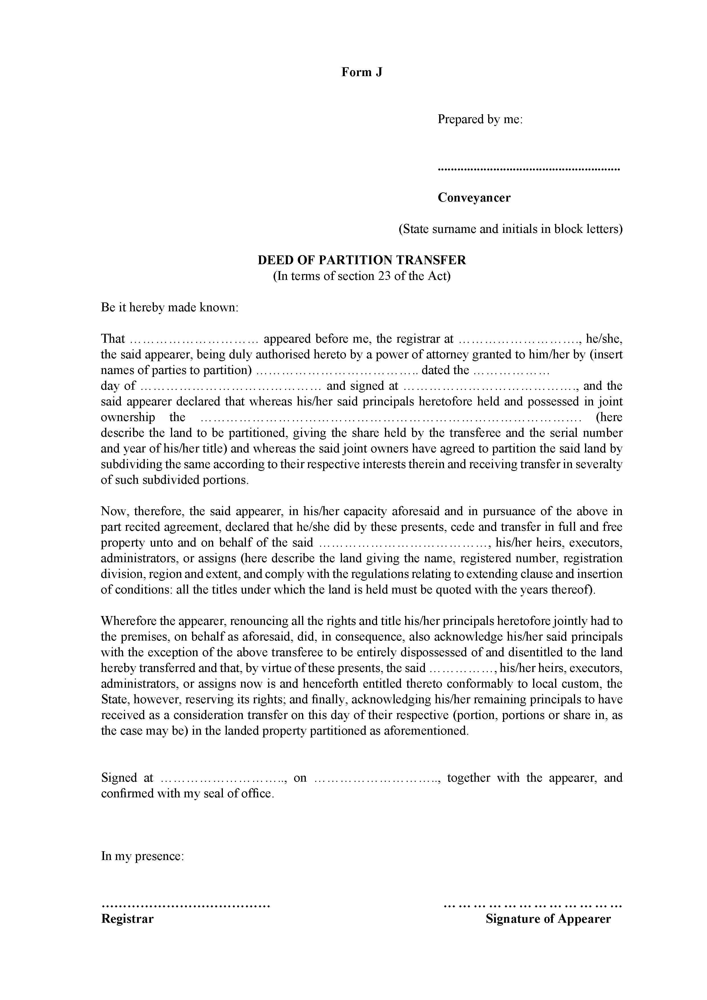 Form J
Prepared by me:
........................................................
Conveyancer
(State surname and initials in block letters)
DEED OF PARTITION TRANSFER
(In terms of section 23 of the Act)
Be it hereby made known:
That ………………………… appeared before me, the registrar at ………………………., he/she,
the said appearer, being duly authorised hereto by a power of attorney granted to him/her by (insert
names of parties to partition) ……………………………….. dated the ………………
day of …………………………………… and signed at …………………………………., and the
said appearer declared that whereas his/her said principals heretofore held and possessed in joint
ownership the ……………………………………………………………………………. (here
describe the land to be partitioned, giving the share held by the transferee and the serial number
and year of his/her title) and whereas the said joint owners have agreed to partition the said land by
subdividing the same according to their respective interests therein and receiving transfer in severalty
of such subdivided portions.
Now, therefore, the said appearer, in his/her capacity aforesaid and in pursuance of the above in
part recited agreement, declared that he/she did by these presents, cede and transfer in full and free
property unto and on behalf of the said …………………………………, his/her heirs, executors,
administrators, or assigns (here describe the land giving the name, registered number, registration
division, region and extent, and comply with the regulations relating to extending clause and insertion
of conditions: all the titles under which the land is held must be quoted with the years thereof).
Wherefore the appearer, renouncing all the rights and title his/her principals heretofore jointly had to
the premises, on behalf as aforesaid, did, in consequence, also acknowledge his/her said principals
with the exception of the above transferee to be entirely dispossessed of and disentitled to the land
hereby transferred and that, by virtue of these presents, the said ……………, his/her heirs, executors,
administrators, or assigns now is and henceforth entitled thereto conformably to local custom, the
State, however, reserving its rights; and finally, acknowledging his/her remaining principals to have
received as a consideration transfer on this day of their respective (portion, portions or share in, as
the case may be) in the landed property partitioned as aforementioned.
Signed at ……………………….., on ……………………….., together with the appearer, and
confirmed with my seal of office.
In my presence:
....................................... … … … … … … … … … … … …
Registrar Signature of Appearer